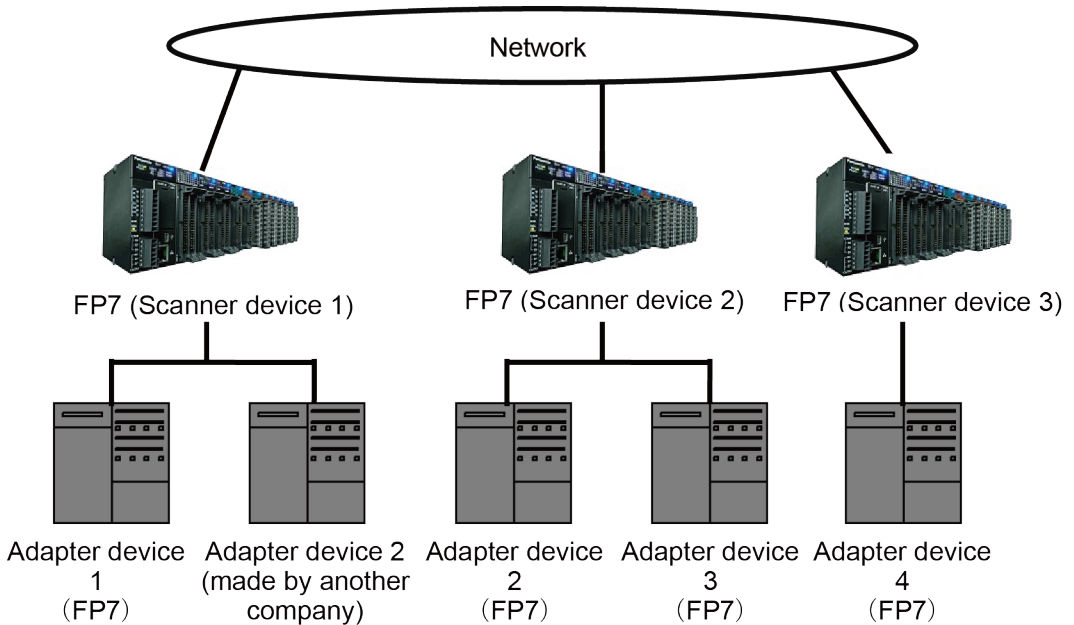 Network
FP7 (Scanner device 1)
FP7 (Scanner device 2)
FP7 (Scanner device 3)
Adapter device
1
（FP7）
Adapter device 2
(made by another
company)
Adapter device
2
（FP7）
Adapter device
3
（FP7）
Adapter device
4
（FP7）